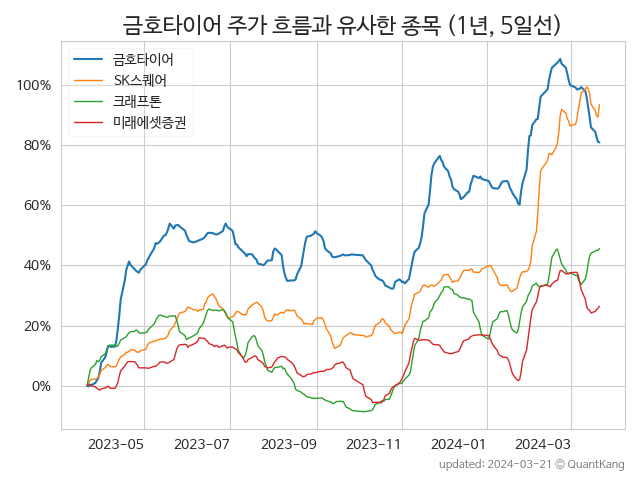 금호타이어 주가 흐름과 유사한 종목 (1년, 5일선)
금호타이어
SK스퀘어
크래프톤
미래에셋증권
100%
80%
60%
40%
20%
0%
2023-05 2023-07 2023-09 2023-11 2024-01 2024-03
updated: 2024-03-21 © QuantKang